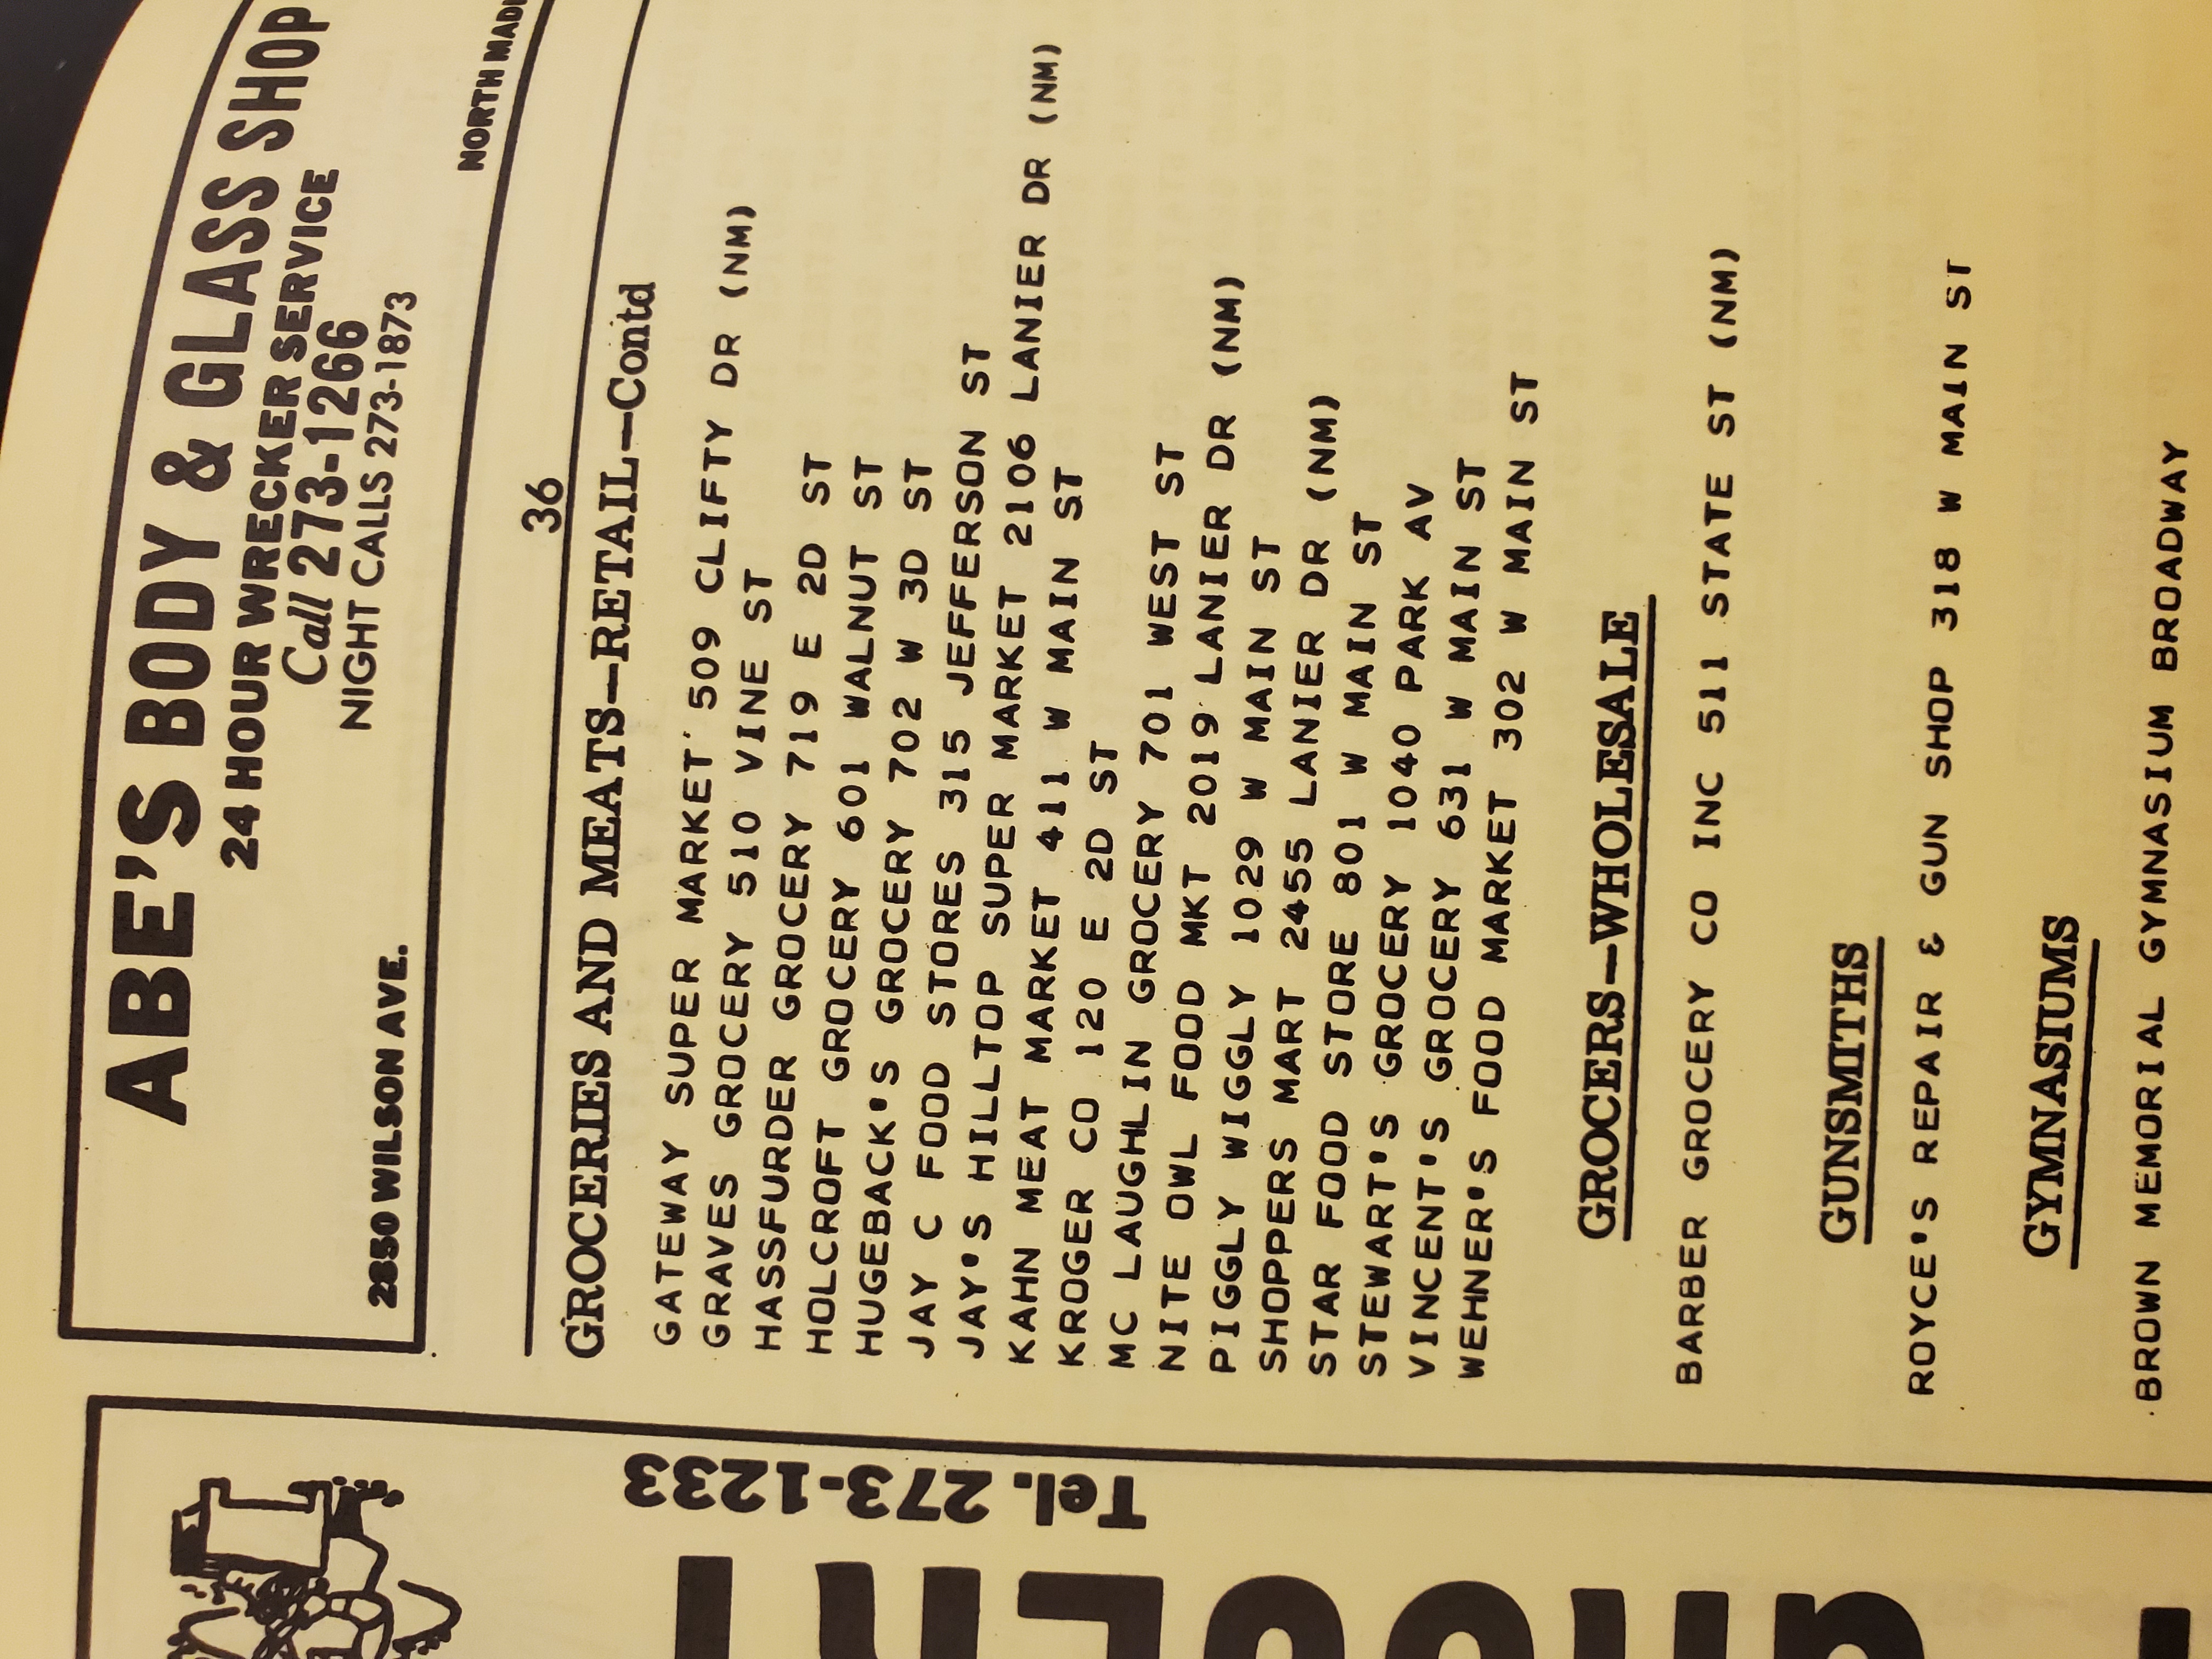 ABE'S BODY & GLASS SHOP
24 HOUR WRECKER SERVICE
Call 273-1266
NIGHT CALLS 273-1873
2350 WILSON AVE.
NORTH
36
GROCERIES AND MEATS—RETAIL—Contd
GATEWAY SUPER MARKET 509 CLIFTY DR (NM)
GRAVES GROCERY 510 VINE ST
HASSFURDER GROCERY 719 E 2D ST
HOLCROFT GROCERY 601 WALNUT ST
HUGEBACK'S GROCERY 702 W 3D ST
JAY C FOOD STORES 315 JEFFERSON ST
JAY'S HILLTOP SUPER MARKET 2106 LANIER DR (NM)
KAHN MEAT MARKET 411 W MAIN ST
KROGER CO 120 E 2D ST
MC LAUGHLIN GROCERY 701 WEST ST
NITE OWL FOOD MKT 2019 LANIER DR (NM)
PIGGLY WIGGLY 1029 W MAIN ST
SHOPPERS MART 2455 LANIER DR (NM)
STAR FOOD STORE 801 W MAIN ST
STEWART'S GROCERY 1040 PARK AV
VINCENT'S GROCERY 631 W MAIN ST
WEHNER'S FOOD MARKET 302 W MAIN ST
GROCERS—WHOLESALE
BARBER GROCERY CO INC 511 STATE ST (NM)
GUNSMITHS
ROYCE'S REPAIR & GUN SHOP 318 W MAIN ST
GYMNASIUMS
BROWN MEMORIAL GYMNASIUM BROADWAY
Tel. 273-1233